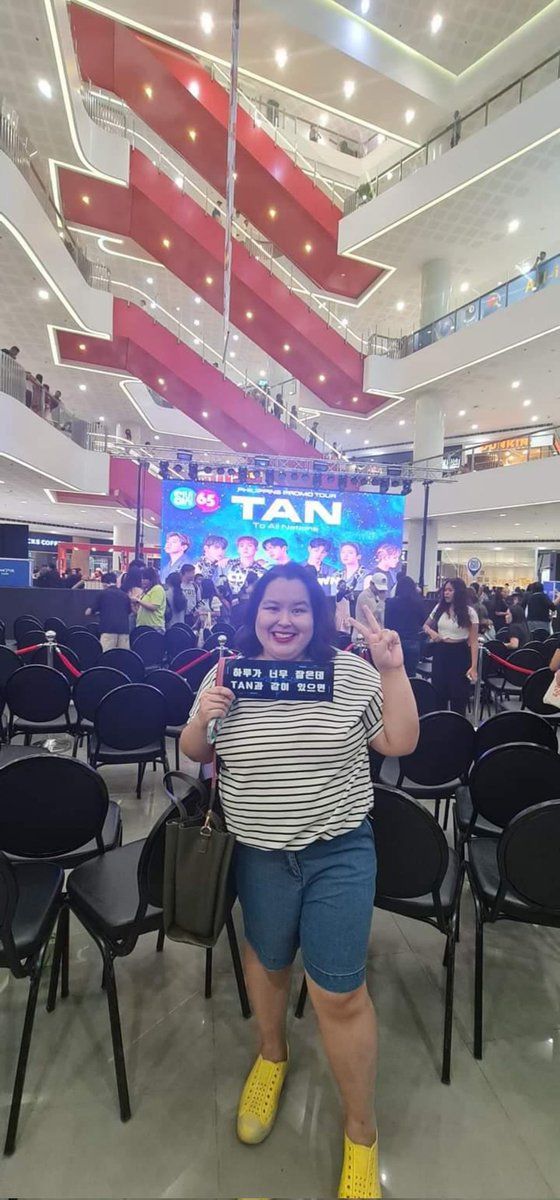 DUNKIN'
SM
65
PHILIPPINE PROMO TOUR
TAN
To All Nations
하루가 너무 짧은데
TAN과 같이 있으면